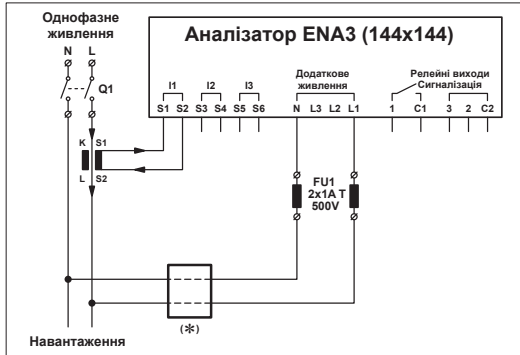 Однофазне
живлення
N L
Q1
Аналізатор ENA3 (144x144)
I1 I2 I3
Додаткове
живлення
Релейні виходи
Сигналізація
S1 S2 S3 S4 S5 S6 N L3 L2 L1 1 C1 3 2 C2
K S1
L S2
FU1
2x1A T
500V
(*)
Навантаження